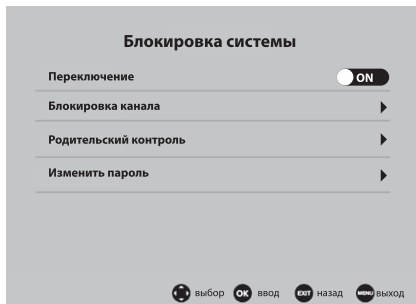 Блокировка системы
Переключение ON
Блокировка канала
Родительский контроль
Изменить пароль
выбор OK ввод EXIT назад MENU выход